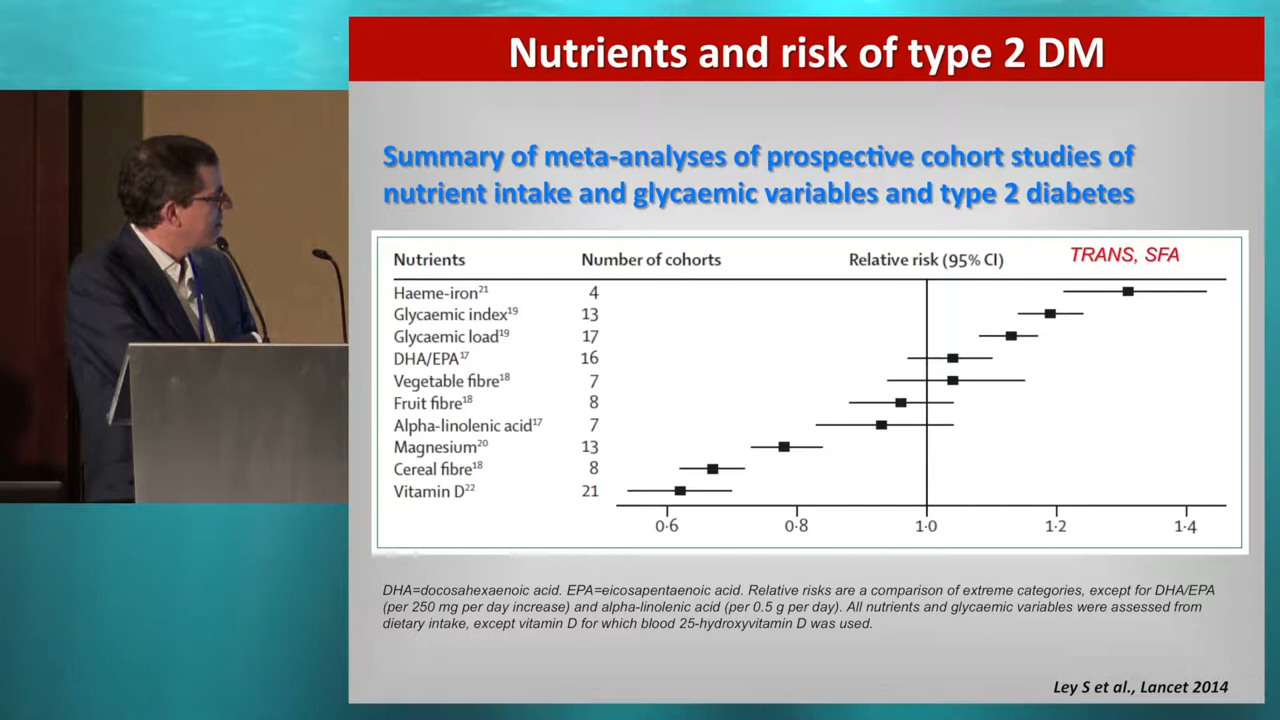 Nutrients and risk of type 2 DM
Summary of meta-analyses of prospective cohort studies of
nutrient intake and glycaemic variables and type 2 diabetes
Nutrients Number of cohorts Relative risk (95% CI) TRANS, SFA
Haeme-iron²¹ 4
Glycaemic index¹⁹ 13
Glycaemic load¹⁹ 17
DHA/EPA¹⁷ 16
Vegetable fibre¹⁸ 7
Fruit fibre¹⁸ 8
Alpha-linolenic acid¹⁷ 7
Magnesium²⁰ 13
Cereal fibre¹⁸ 8
Vitamin D²² 21
0·6 0·8 1·0 1·2 1·4
DHA=docosahexaenoic acid. EPA=eicosapentaenoic acid. Relative risks are a comparison of extreme categories, except for DHA/EPA
(per 250 mg per day increase) and alpha-linolenic acid (per 0.5 g per day). All nutrients and glycaemic variables were assessed from
dietary intake, except vitamin D for which blood 25-hydroxyvitamin D was used.
Ley S et al., Lancet 2014